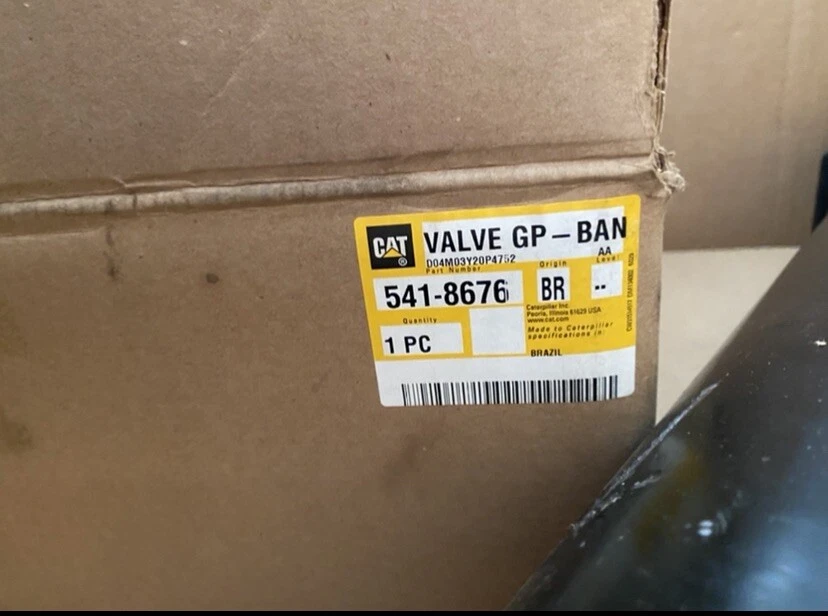 CAT
®
VALVE GP – BAN
D04M03Y20P4752
AA
Part Number
Origin
Level
541-8676
BR
--
Caterpillar Inc.
Peoria, Illinois 61629 USA
www.cat.com
Quantity
Made to Caterpillar
specifications in:
1 PC
BRAZIL